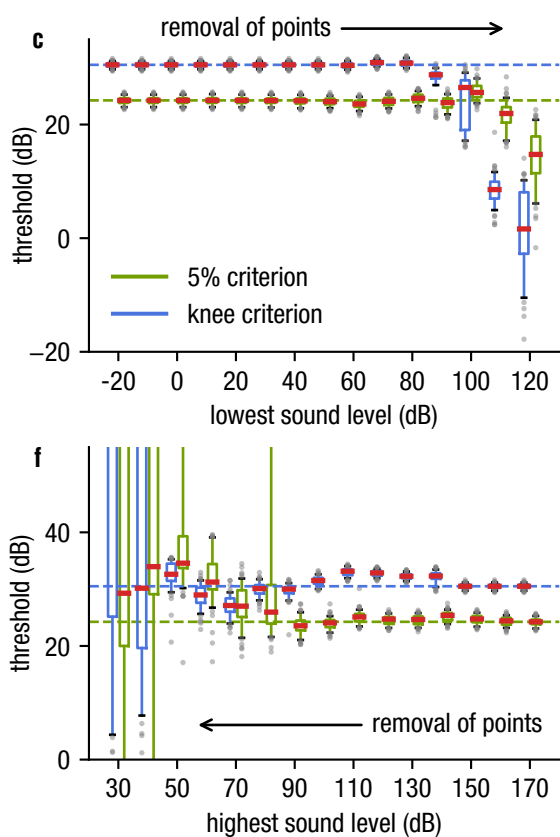 c
removal of points
20
0
−20
threshold (dB)
5% criterion
knee criterion
-20 0 20 40 60 80 100 120
lowest sound level (dB)
f
40
20
0
threshold (dB)
removal of points
30 50 70 90 110 130 150 170
highest sound level (dB)